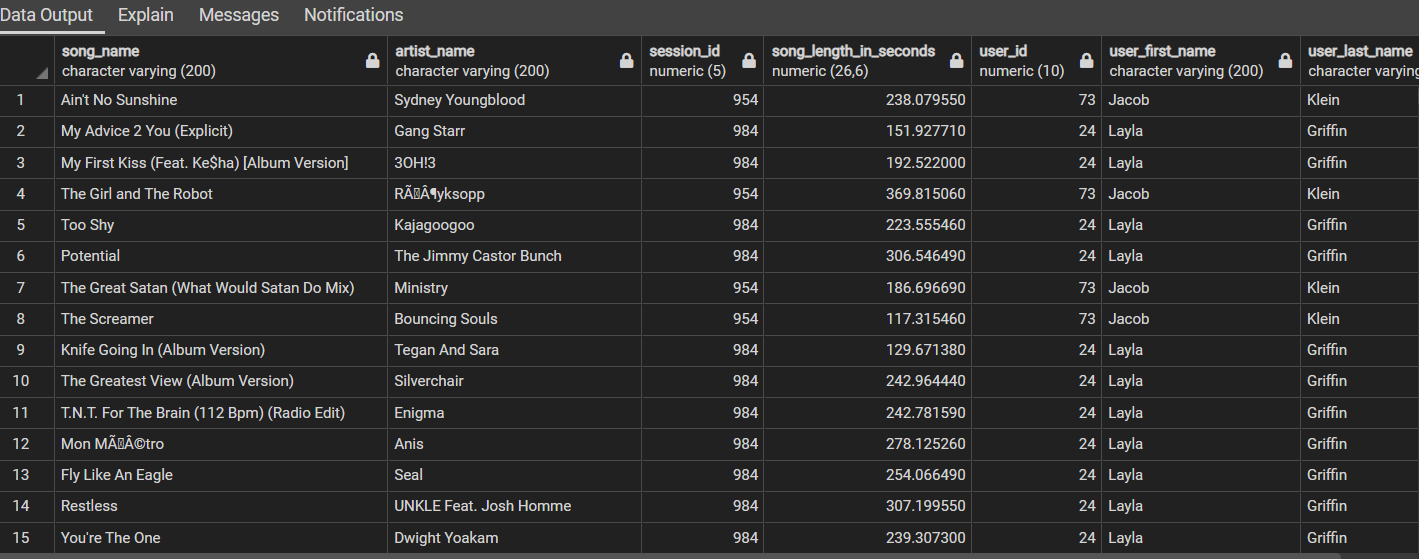 Data Output Explain Messages Notifications
song_name artist_name session_id song_length_in_seconds user_id user_first_name user_last_name
character varying (200) character varying (200) numeric (5) numeric (26,6) numeric (10) character varying (200) character varying
1 Ain't No Sunshine Sydney Youngblood 954 238.079550 73 Jacob Klein
2 My Advice 2 You (Explicit) Gang Starr 984 151.927710 24 Layla Griffin
3 My First Kiss (Feat. Ke$ha) [Album Version] 3OH!3 984 192.522000 24 Layla Griffin
4 The Girl and The Robot RÃ▯Â¶yksopp 954 369.815060 73 Jacob Klein
5 Too Shy Kajagoogoo 984 223.555460 24 Layla Griffin
6 Potential The Jimmy Castor Bunch 984 306.546490 24 Layla Griffin
7 The Great Satan (What Would Satan Do Mix) Ministry 954 186.696690 73 Jacob Klein
8 The Screamer Bouncing Souls 954 117.315460 73 Jacob Klein
9 Knife Going In (Album Version) Tegan And Sara 984 129.671380 24 Layla Griffin
10 The Greatest View (Album Version) Silverchair 984 242.964440 24 Layla Griffin
11 T.N.T. For The Brain (112 Bpm) (Radio Edit) Enigma 984 242.781590 24 Layla Griffin
12 Mon MÃ▯Â©tro Anis 984 278.125260 24 Layla Griffin
13 Fly Like An Eagle Seal 984 254.066490 24 Layla Griffin
14 Restless UNKLE Feat. Josh Homme 984 307.199550 24 Layla Griffin
15 You're The One Dwight Yoakam 984 239.307300 24 Layla Griffin